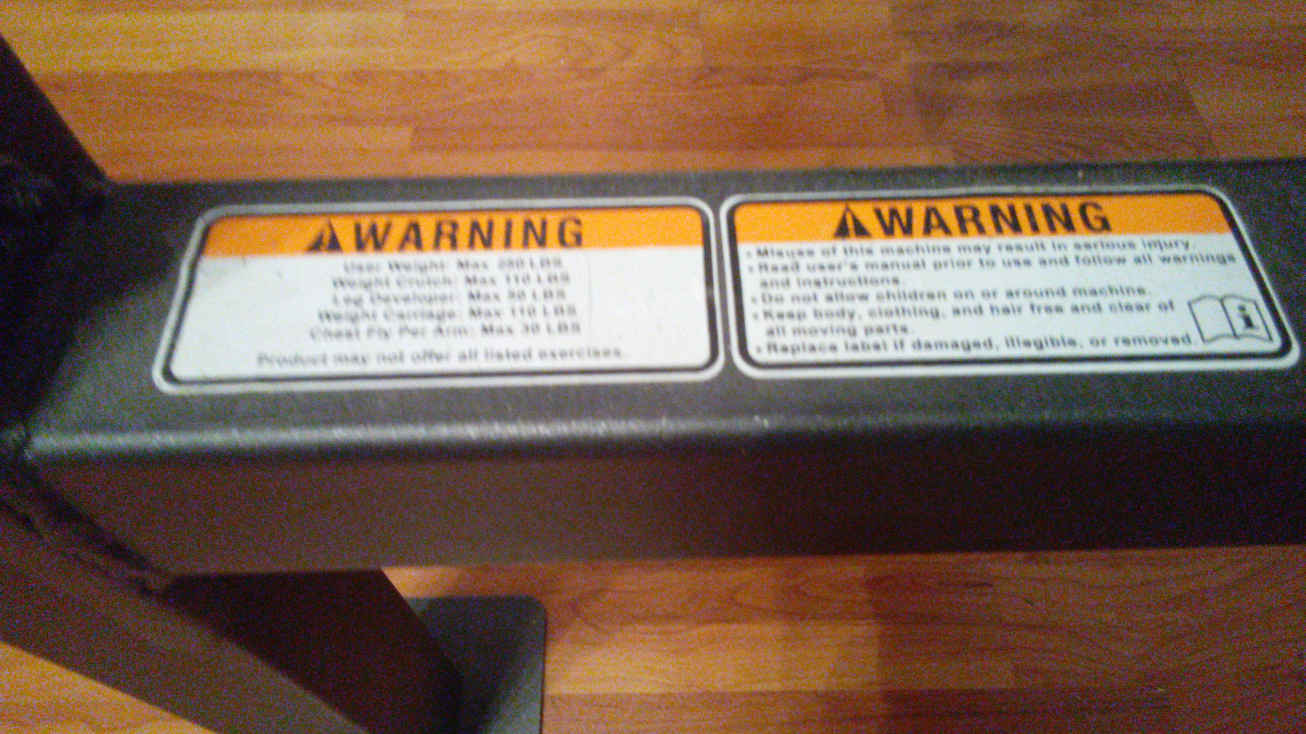 WARNING
User Weight: Max LBS
Weight Crutch: Max 110 LBS
Leg Developer: Max LBS
Weight Carriage: Max 110 LBS
Chest Fly Per Arm: Max 30 LBS
Product may not offer all listed exercises.
WARNING
• Misuse of this machine may result in serious injury.
• Read user's manual prior to use and follow all warnings
and instructions.
• Do not allow children on or around machine.
• Keep body, clothing, and hair free and clear of
all moving parts.
• Replace label if damaged, illegible, or removed.